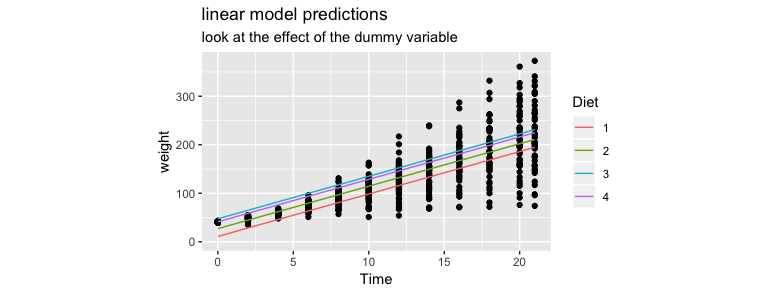 linear model predictions
look at the effect of the dummy variable
300
200
100
0
weight
0 5 10 15 20
Time
Diet
1
2
3
4